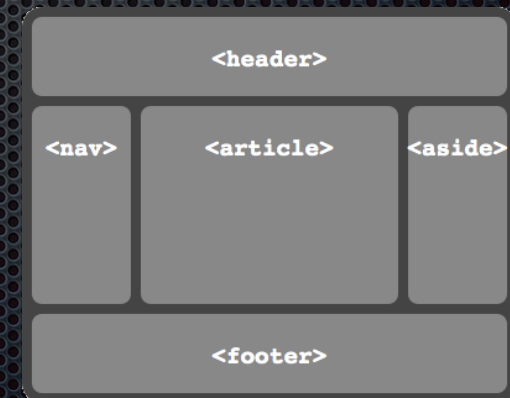 <header>
<nav> <article> <aside>
<footer>